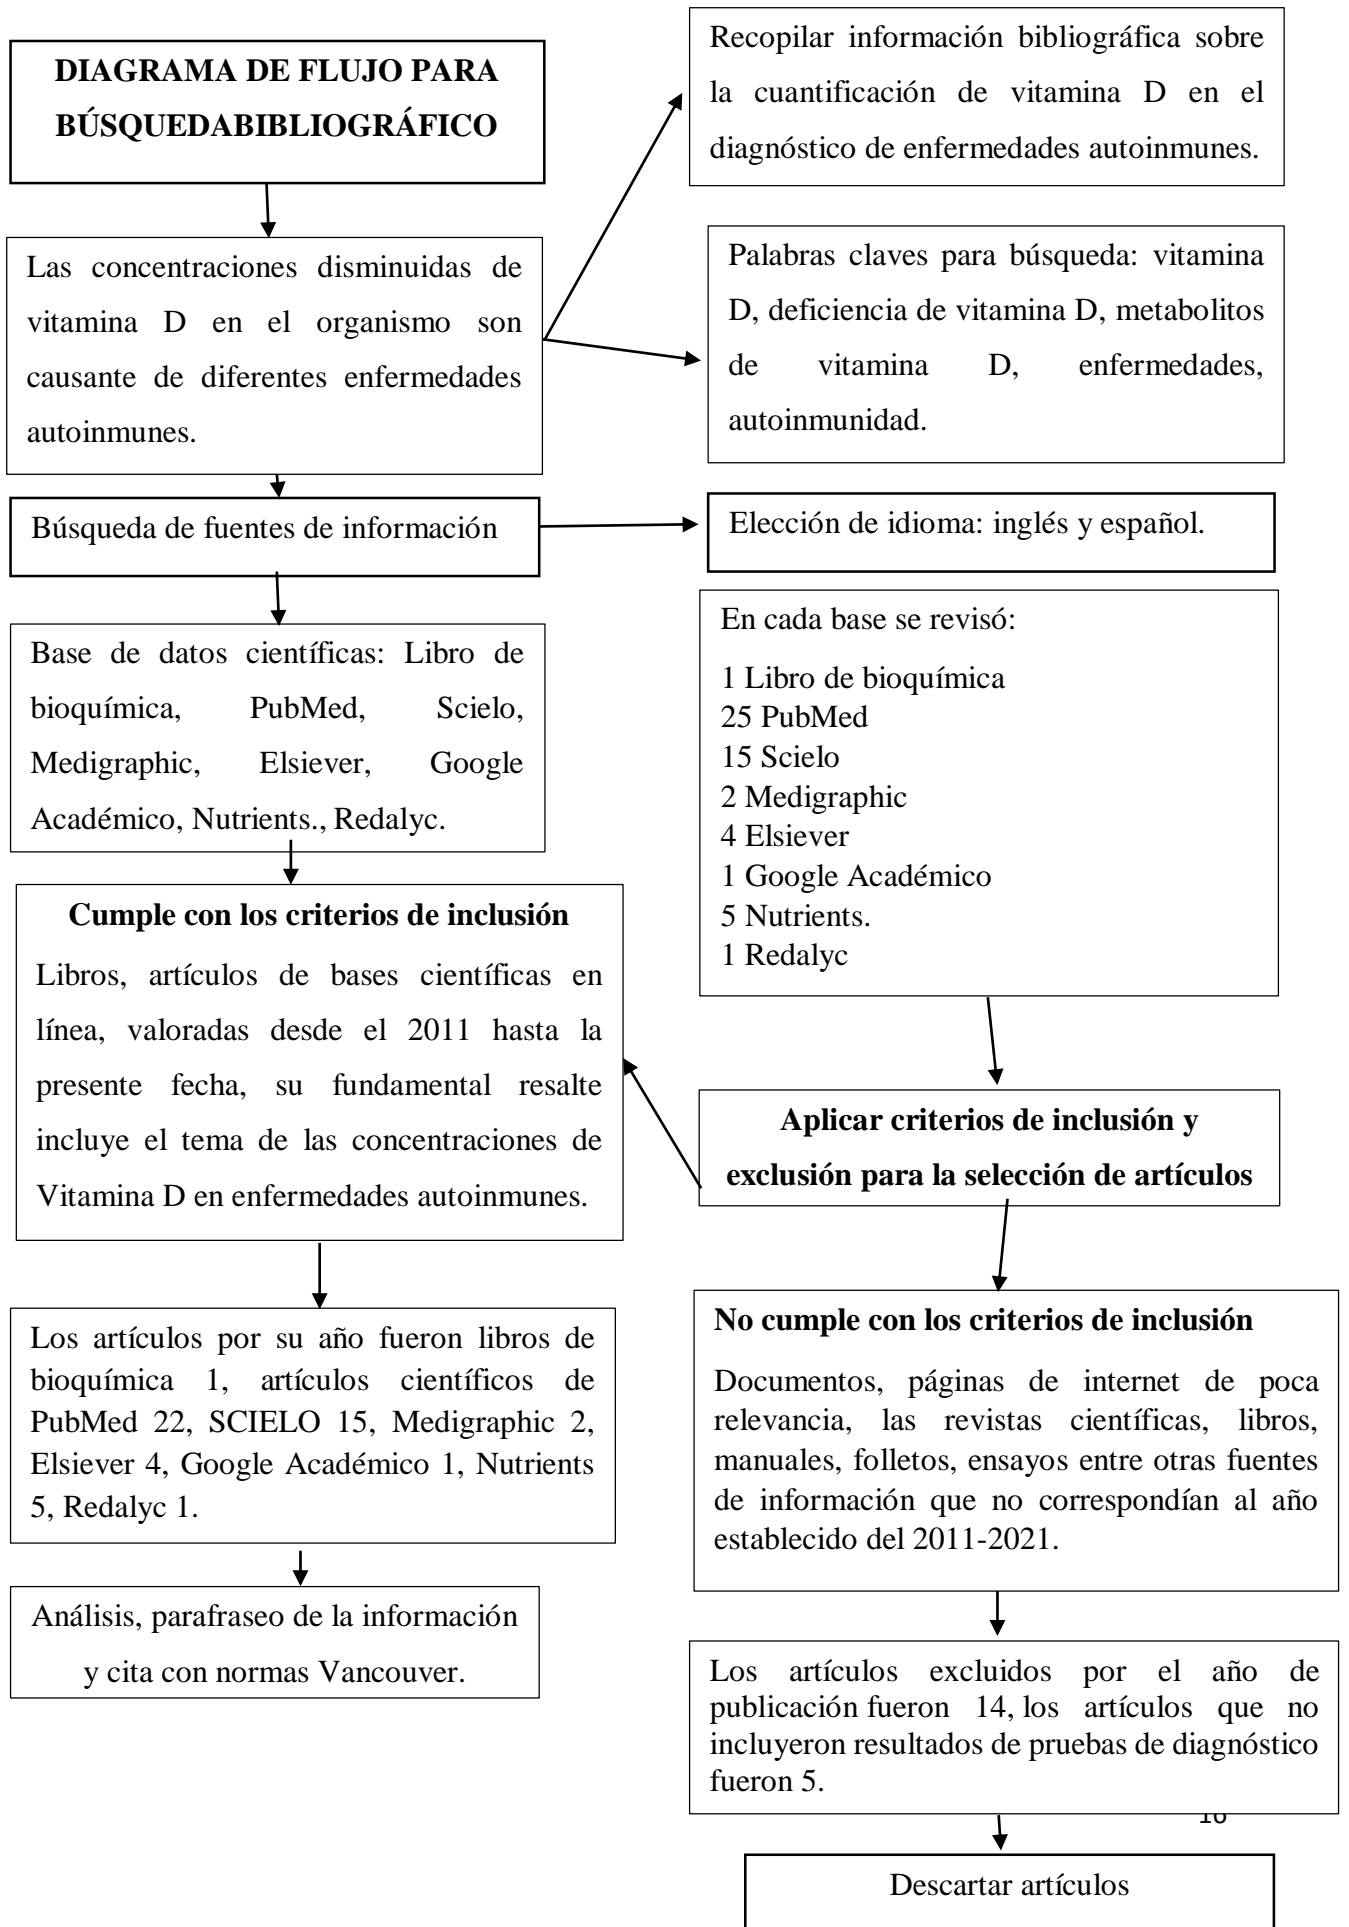 DIAGRAMA DE FLUJO PARA
BÚSQUEDABIBLIOGRÁFICO
Recopilar información bibliográfica sobre
la cuantificación de vitamina D en el
diagnóstico de enfermedades autoinmunes.
Las concentraciones disminuidas de
vitamina D en el organismo son
causante de diferentes enfermedades
autoinmunes.
Palabras claves para búsqueda: vitamina
D, deficiencia de vitamina D, metabolitos
de vitamina D, enfermedades,
autoinmunidad.
Búsqueda de fuentes de información
Elección de idioma: inglés y español.
Base de datos científicas: Libro de
bioquímica, PubMed, Scielo,
Medigraphic, Elsiever, Google
Académico, Nutrients., Redalyc.
En cada base se revisó:
1 Libro de bioquímica
25 PubMed
15 Scielo
2 Medigraphic
4 Elsiever
1 Google Académico
5 Nutrients.
1 Redalyc
Cumple con los criterios de inclusión
Libros, artículos de bases científicas en
línea, valoradas desde el 2011 hasta la
presente fecha, su fundamental resalte
incluye el tema de las concentraciones de
Vitamina D en enfermedades autoinmunes.
Aplicar criterios de inclusión y
exclusión para la selección de artículos
Los artículos por su año fueron libros de
bioquímica 1, artículos científicos de
PubMed 22, SCIELO 15, Medigraphic 2,
Elsiever 4, Google Académico 1, Nutrients
5, Redalyc 1.
No cumple con los criterios de inclusión
Documentos, páginas de internet de poca
relevancia, las revistas científicas, libros,
manuales, folletos, ensayos entre otras fuentes
de información que no correspondían al año
establecido del 2011-2021.
Análisis, parafraseo de la información
y cita con normas Vancouver.
Los artículos excluidos por el año de
publicación fueron 14, los artículos que no
incluyeron resultados de pruebas de diagnóstico
fueron 5.
Descartar artículos